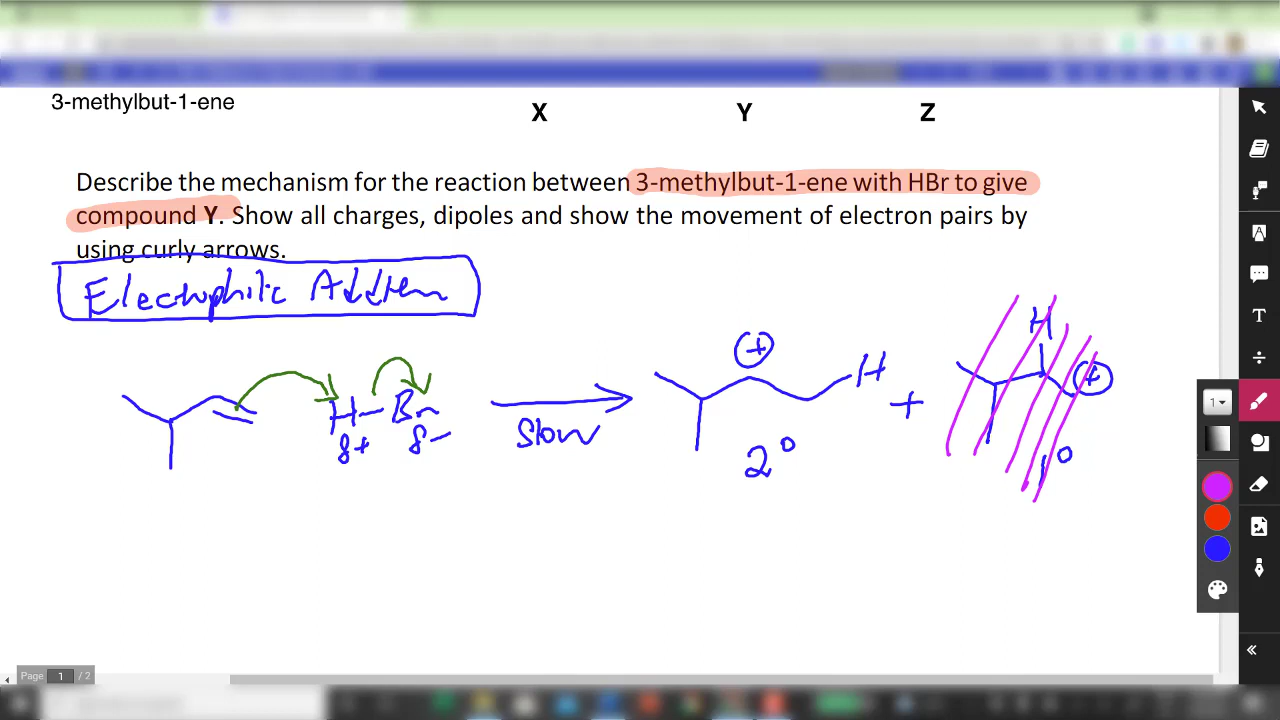 3-methylbut-1-ene
X Y Z
Describe the mechanism for the reaction between 3-methylbut-1-ene with HBr to give
compound Y. Show all charges, dipoles and show the movement of electron pairs by
using curly arrows.
Electrophilic Addition
H
H-Br
δ+ δ-
Slow
+
H
+
+
2°
1°
1
Page 1 / 2